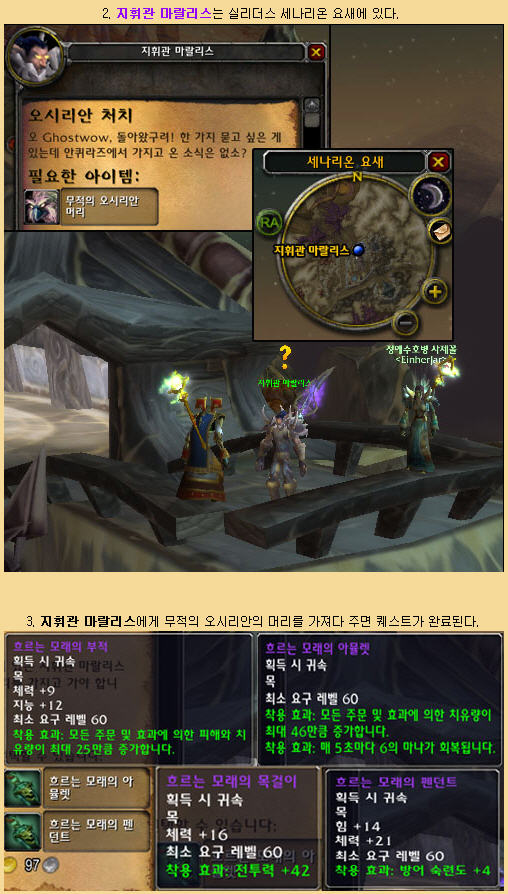 2. 지휘관 마랄리스는 실리더스 세나리온 요새에 있다.
지휘관 마랄리스
오시리안 처치
오 Ghostwow, 돌아왔구려! 한 가지 묻고 싶은 게
있는데 안퀴라즈에서 가지고 온 소식은 없소?
필요한 아이템:
무적의 오시리안
머리
세나리온 요새
N
RA
지휘관 마랄리스
?
지휘관 마랄리스
정예수호병 사제꼴
<Einherjar>
3. 지휘관 마랄리스에게 무적의 오시리안의 머리를 가져다 주면 퀘스트가 완료된다.
흐르는 모래의 부적
획득 시 귀속
목
체력 +9
지능 +12
최소 요구 레벨 60
착용 효과: 모든 주문 및 효과에 의한 피해와 치
유량이 최대 25만큼 증가합니다.
흐르는 모래의 아뮬렛
획득 시 귀속
목
최소 요구 레벨 60
착용 효과: 모든 주문 및 효과에 의한 치유량이
최대 46만큼 증가합니다.
착용 효과: 매 5초마다 6의 마나가 회복됩니다.
흐르는 모래의 아
뮬렛
흐르는 모래의 펜
던트
97
흐르는 모래의 목걸이
획득 시 귀속
목
체력 +16
최소 요구 레벨 60
착용 효과: 전투력 +42
흐르는 모래의 펜던트
획득 시 귀속
목
힘 +14
체력 +21
최소 요구 레벨 60
착용 효과: 방어 숙련도 +4